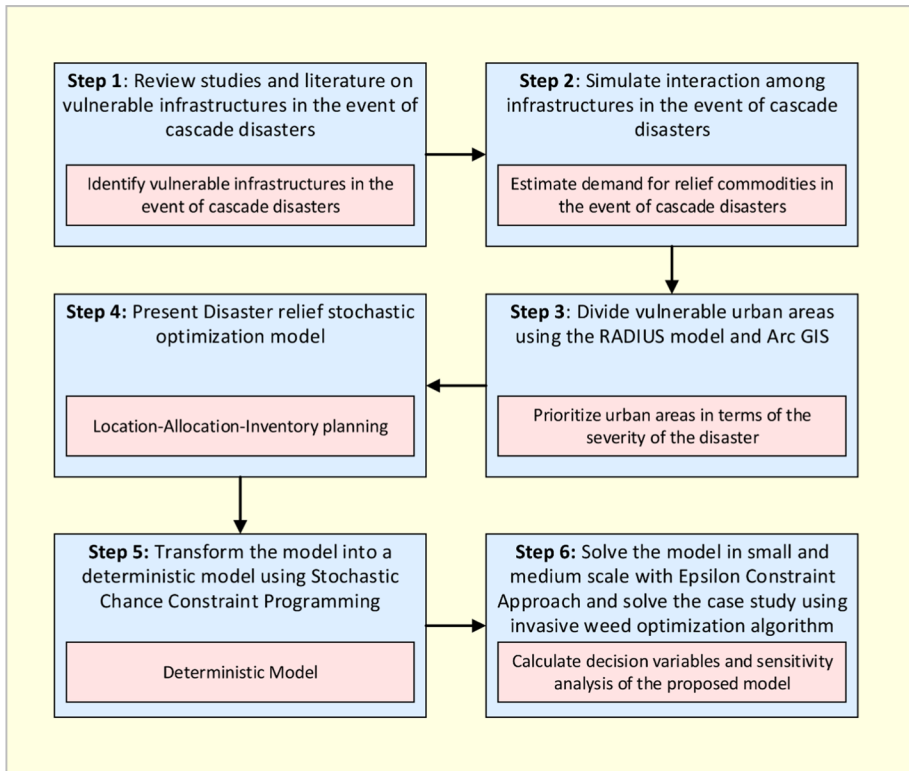 Step 1: Review studies and literature on
vulnerable infrastructures in the event of
cascade disasters
Identify vulnerable infrastructures in the
event of cascade disasters
Step 2: Simulate interaction among
infrastructures in the event of cascade
disasters
Estimate demand for relief commodities in
the event of cascade disasters
Step 3: Divide vulnerable urban areas
using the RADIUS model and Arc GIS
Prioritize urban areas in terms of the
severity of the disaster
Step 4: Present Disaster relief stochastic
optimization model
Location-Allocation-Inventory planning
Step 5: Transform the model into a
deterministic model using Stochastic
Chance Constraint Programming
Deterministic Model
Step 6: Solve the model in small and
medium scale with Epsilon Constraint
Approach and solve the case study using
invasive weed optimization algorithm
Calculate decision variables and sensitivity
analysis of the proposed model